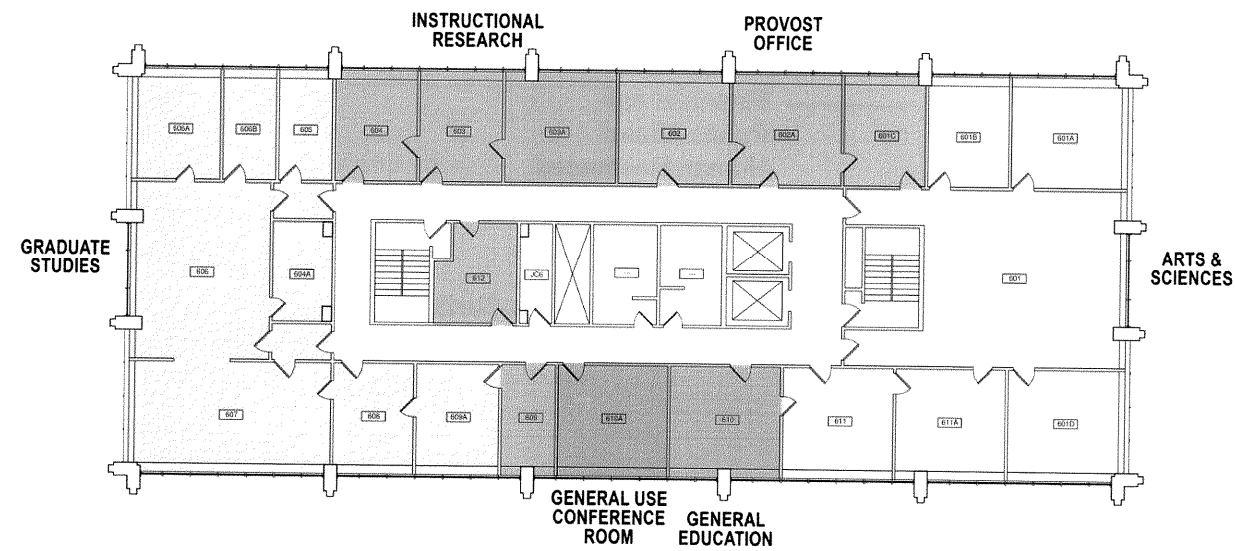 INSTRUCTIONAL
RESEARCH
PROVOST
OFFICE
606A
606B
605
604
603
603A
602
602A
601C
601B
601A
GRADUATE
STUDIES
606
604A
612
JC6
601
ARTS &
SCIENCES
607
608
609A
609
610A
610
611
611A
601D
GENERAL USE
CONFERENCE
ROOM
GENERAL
EDUCATION